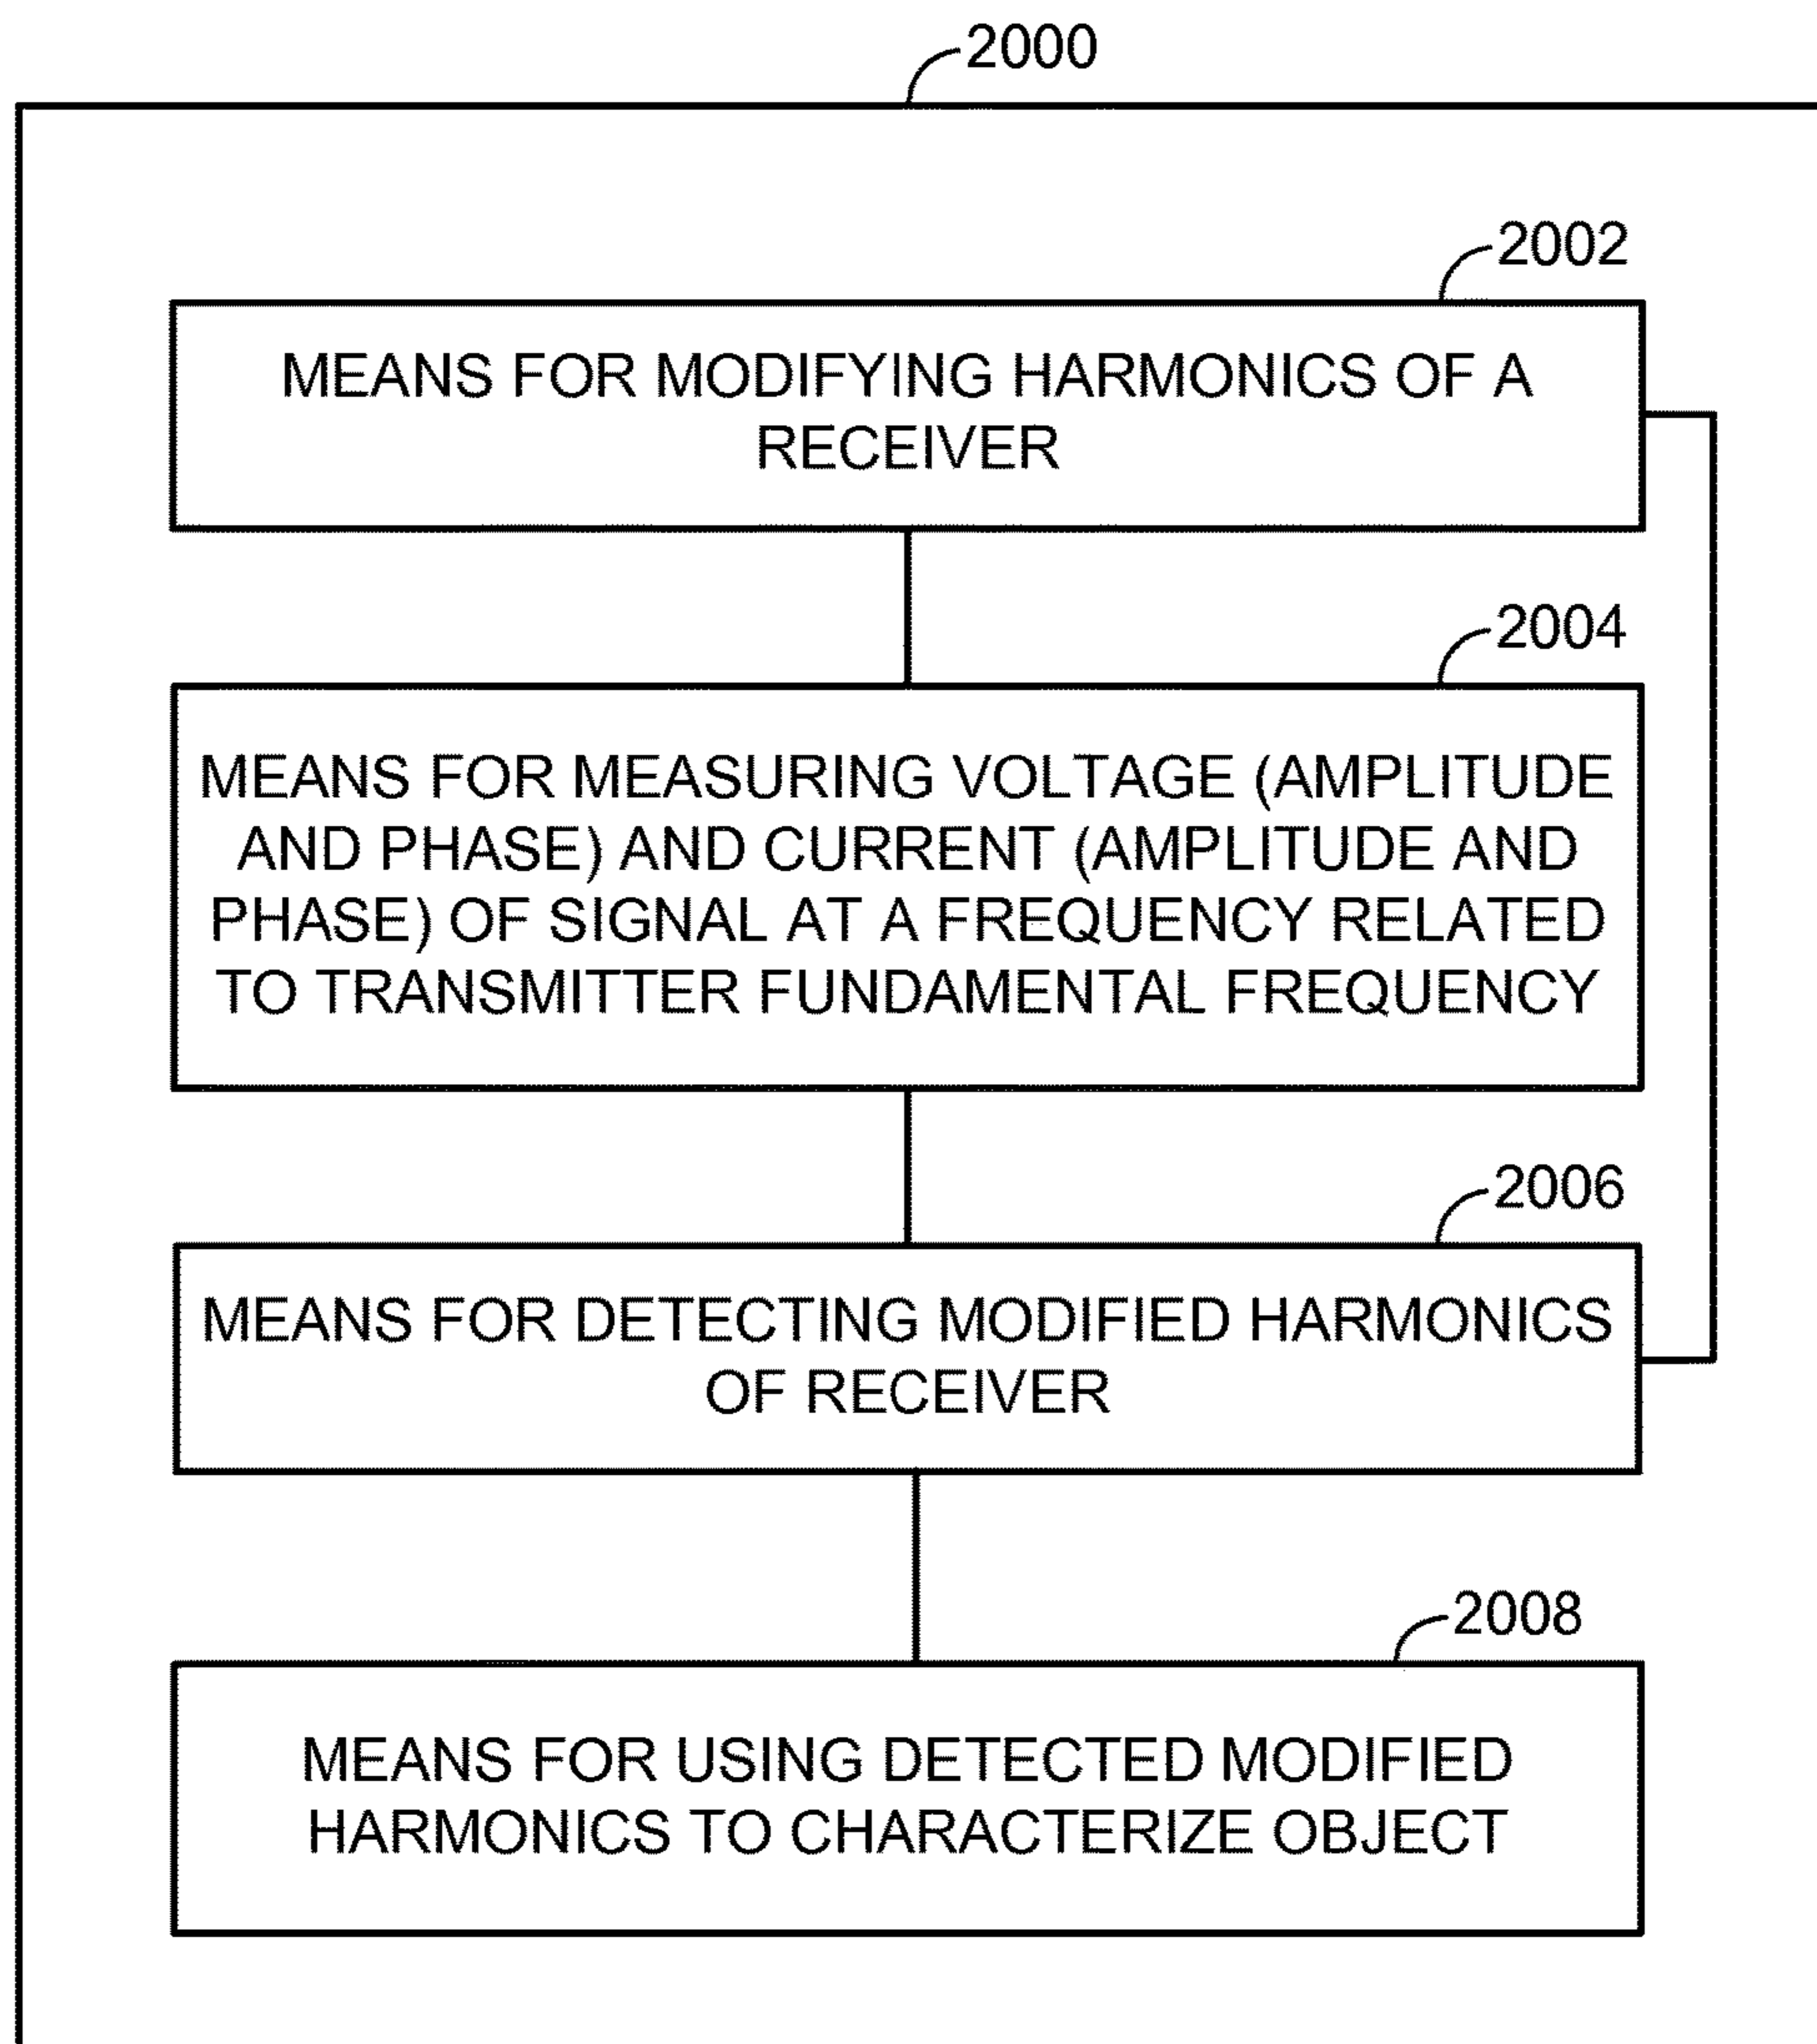 2000
2002
MEANS FOR MODIFYING HARMONICS OF A
RECEIVER
2004
MEANS FOR MEASURING VOLTAGE (AMPLITUDE
AND PHASE) AND CURRENT (AMPLITUDE AND
PHASE) OF SIGNAL AT A FREQUENCY RELATED
TO TRANSMITTER FUNDAMENTAL FREQUENCY
2006
MEANS FOR DETECTING MODIFIED HARMONICS
OF RECEIVER
2008
MEANS FOR USING DETECTED MODIFIED
HARMONICS TO CHARACTERIZE OBJECT